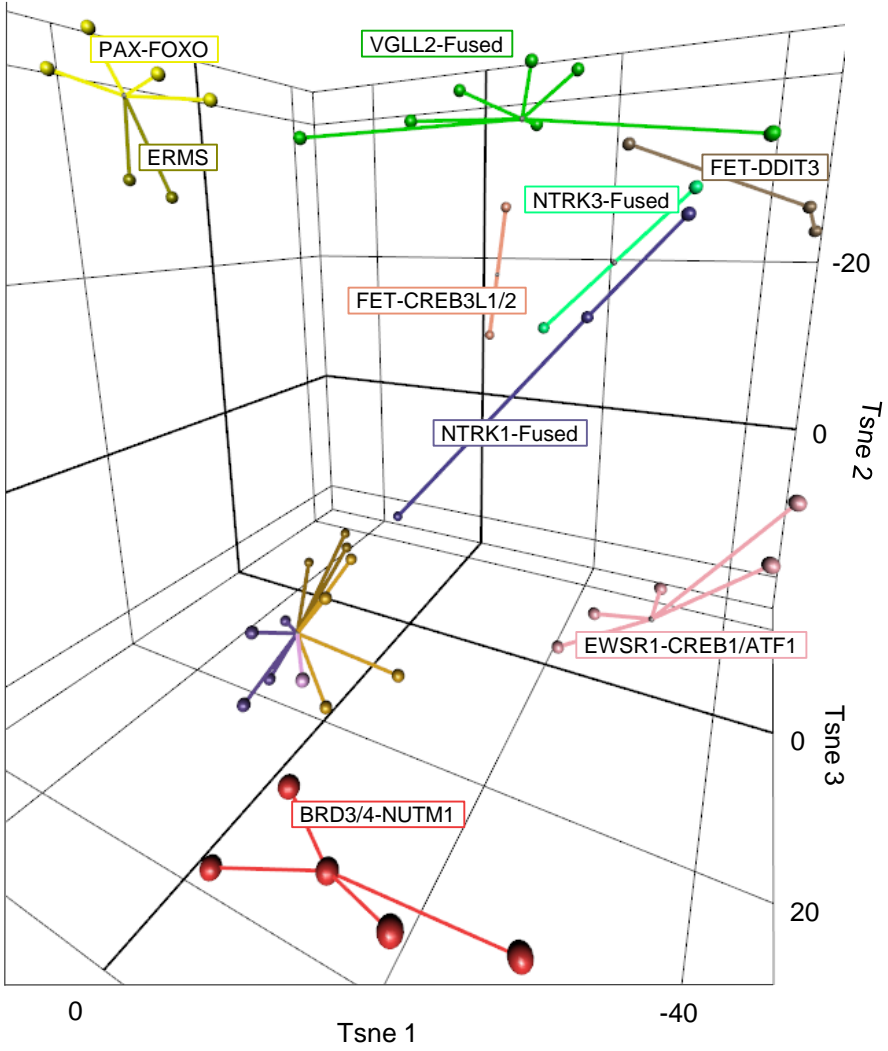 PAX-FOXO
VGLL2-Fused
ERMS
FET-DDIT3
NTRK3-Fused
-20
FET-CREB3L1/2
NTRK1-Fused
0
Tsne 2
EWSR1-CREB1/ATF1
0
Tsne 3
BRD3/4-NUTM1
20
0
-40
Tsne 1